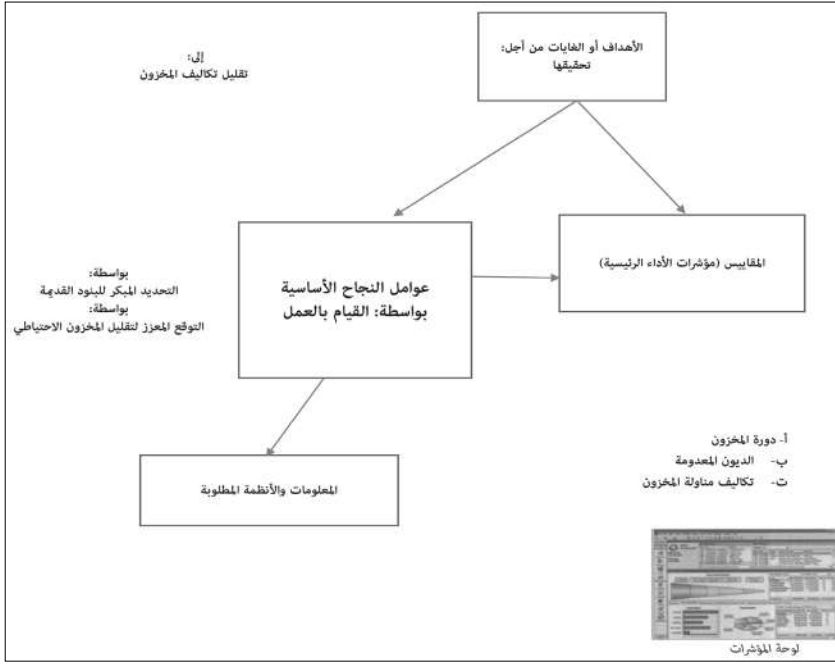 الأهداف أو الغايات من أجل:
تحقيقها
إلى:
تقليل تكاليف المخزون
المقاييس (مؤشرات الأداء الرئيسية)
عوامل النجاح الأساسية
بواسطة: القيام بالعمل
بواسطة:
التحديد المبكر للبنود القديمة
بواسطة:
التوقع المعزز لتقليل المخزون الاحتياطي
أ- دورة المخزون
ب- الديون المعدومة
ت- تكاليف مناولة المخزون
المعلومات والأنظمة المطلوبة
لوحة المؤشرات